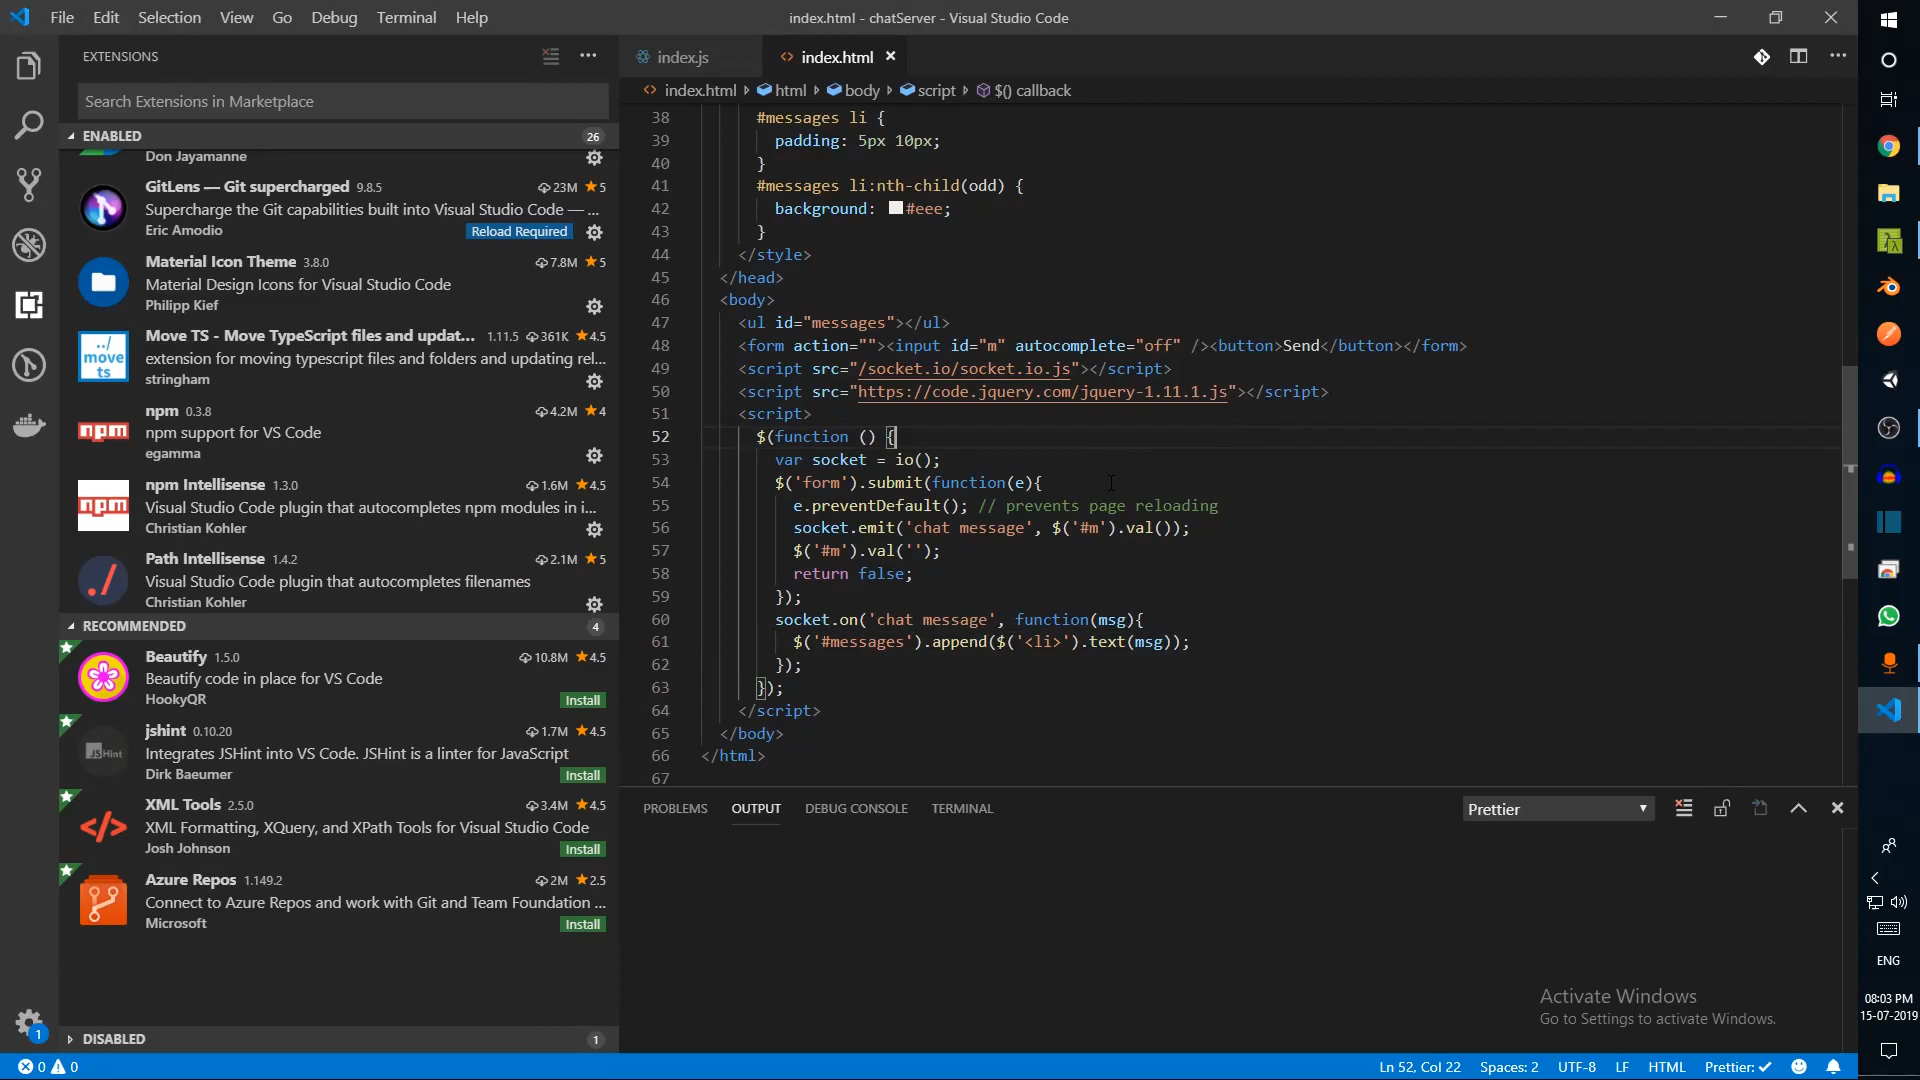 File Edit Selection View Go Debug Terminal Help
index.html - chatServer - Visual Studio Code
EXTENSIONS
Search Extensions in Marketplace
ENABLED 26
Don Jayamanne
GitLens — Git supercharged 9.8.5 23M 5
Supercharge the Git capabilities built into Visual Studio Code — ...
Eric Amodio Reload Required
Material Icon Theme 3.8.0 7.8M 5
Material Design Icons for Visual Studio Code
Philipp Kief
../
move
ts
Move TS - Move TypeScript files and updat... 1.11.5 361K 4.5
extension for moving typescript files and folders and updating rel...
stringham
npm
npm 0.3.8 4.2M 4
npm support for VS Code
egamma
npm
npm Intellisense 1.3.0 1.6M 4.5
Visual Studio Code plugin that autocompletes npm modules in i...
Christian Kohler
./
Path Intellisense 1.4.2 2.1M 5
Visual Studio Code plugin that autocompletes filenames
Christian Kohler
RECOMMENDED 4
Beautify 1.5.0 10.8M 4.5
Beautify code in place for VS Code
HookyQR Install
JSHint
jshint 0.10.20 1.7M 4.5
Integrates JSHint into VS Code. JSHint is a linter for JavaScript
Dirk Baeumer Install
</>
XML Tools 2.5.0 3.4M 4.5
XML Formatting, XQuery, and XPath Tools for Visual Studio Code
Josh Johnson Install
Azure Repos 1.149.2 2M 2.5
Connect to Azure Repos and work with Git and Team Foundation ...
Microsoft Install
DISABLED 1
1
index.js index.html
index.html html body script $() callback
38 #messages li {
39 padding: 5px 10px;
40 }
41 #messages li:nth-child(odd) {
42 background: #eee;
43 }
44 </style>
45 </head>
46 <body>
47 <ul id="messages"></ul>
48 <form action=""><input id="m" autocomplete="off" /><button>Send</button></form>
49 <script src="/socket.io/socket.io.js"></script>
50 <script src="https://code.jquery.com/jquery-1.11.1.js"></script>
51 <script>
52 $(function () {
53 var socket = io();
54 $('form').submit(function(e){
55 e.preventDefault(); // prevents page reloading
56 socket.emit('chat message', $('#m').val());
57 $('#m').val('');
58 return false;
59 });
60 socket.on('chat message', function(msg){
61 $('#messages').append($('<li>').text(msg));
62 });
63 });
64 </script>
65 </body>
66 </html>
67
PROBLEMS OUTPUT DEBUG CONSOLE TERMINAL Prettier
Activate Windows
Go to Settings to activate Windows.
0 0 Ln 52, Col 22 Spaces: 2 UTF-8 LF HTML Prettier: ✓
ENG
08:03 PM
15-07-2019